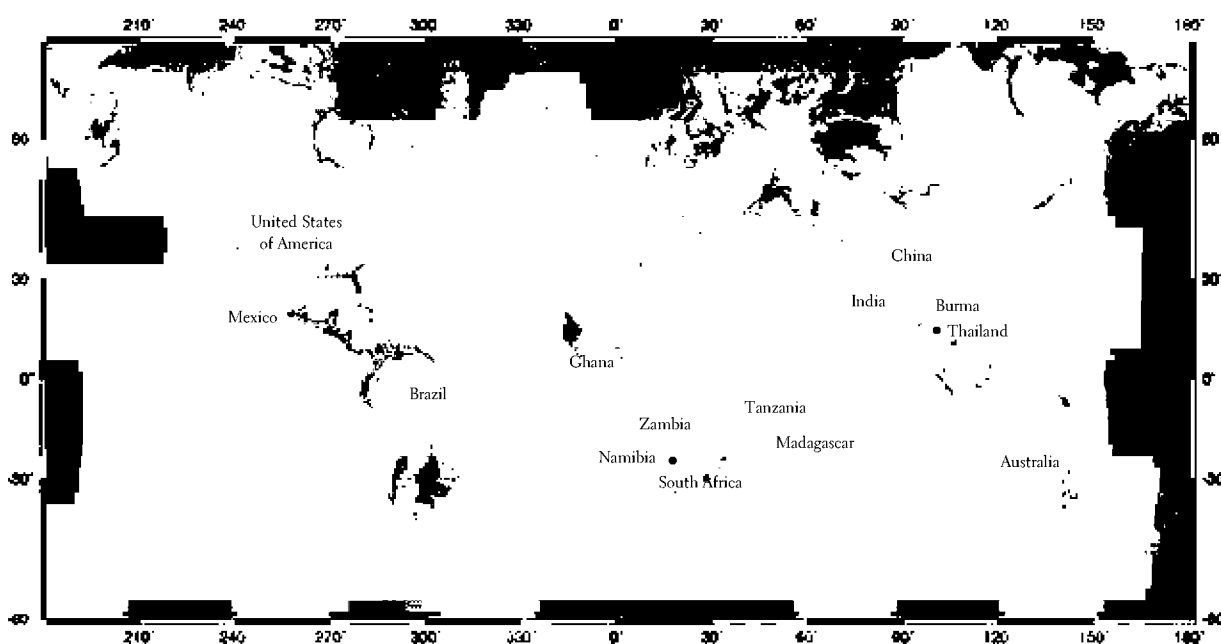 210° 240 270° 300 330 0° 30° 60° 90° 120 150 180°
60 60
United States
of America
China
30 30°
India
Burma
Mexico
Thailand
Ghana
0° 0°
Brazil
Tanzania
Zambia
Madagascar
Namibia
Australia
South Africa
-30° -30
-60 -60
210° 240 270° 300 330 0° 30° 60° 90° 120 150 180°